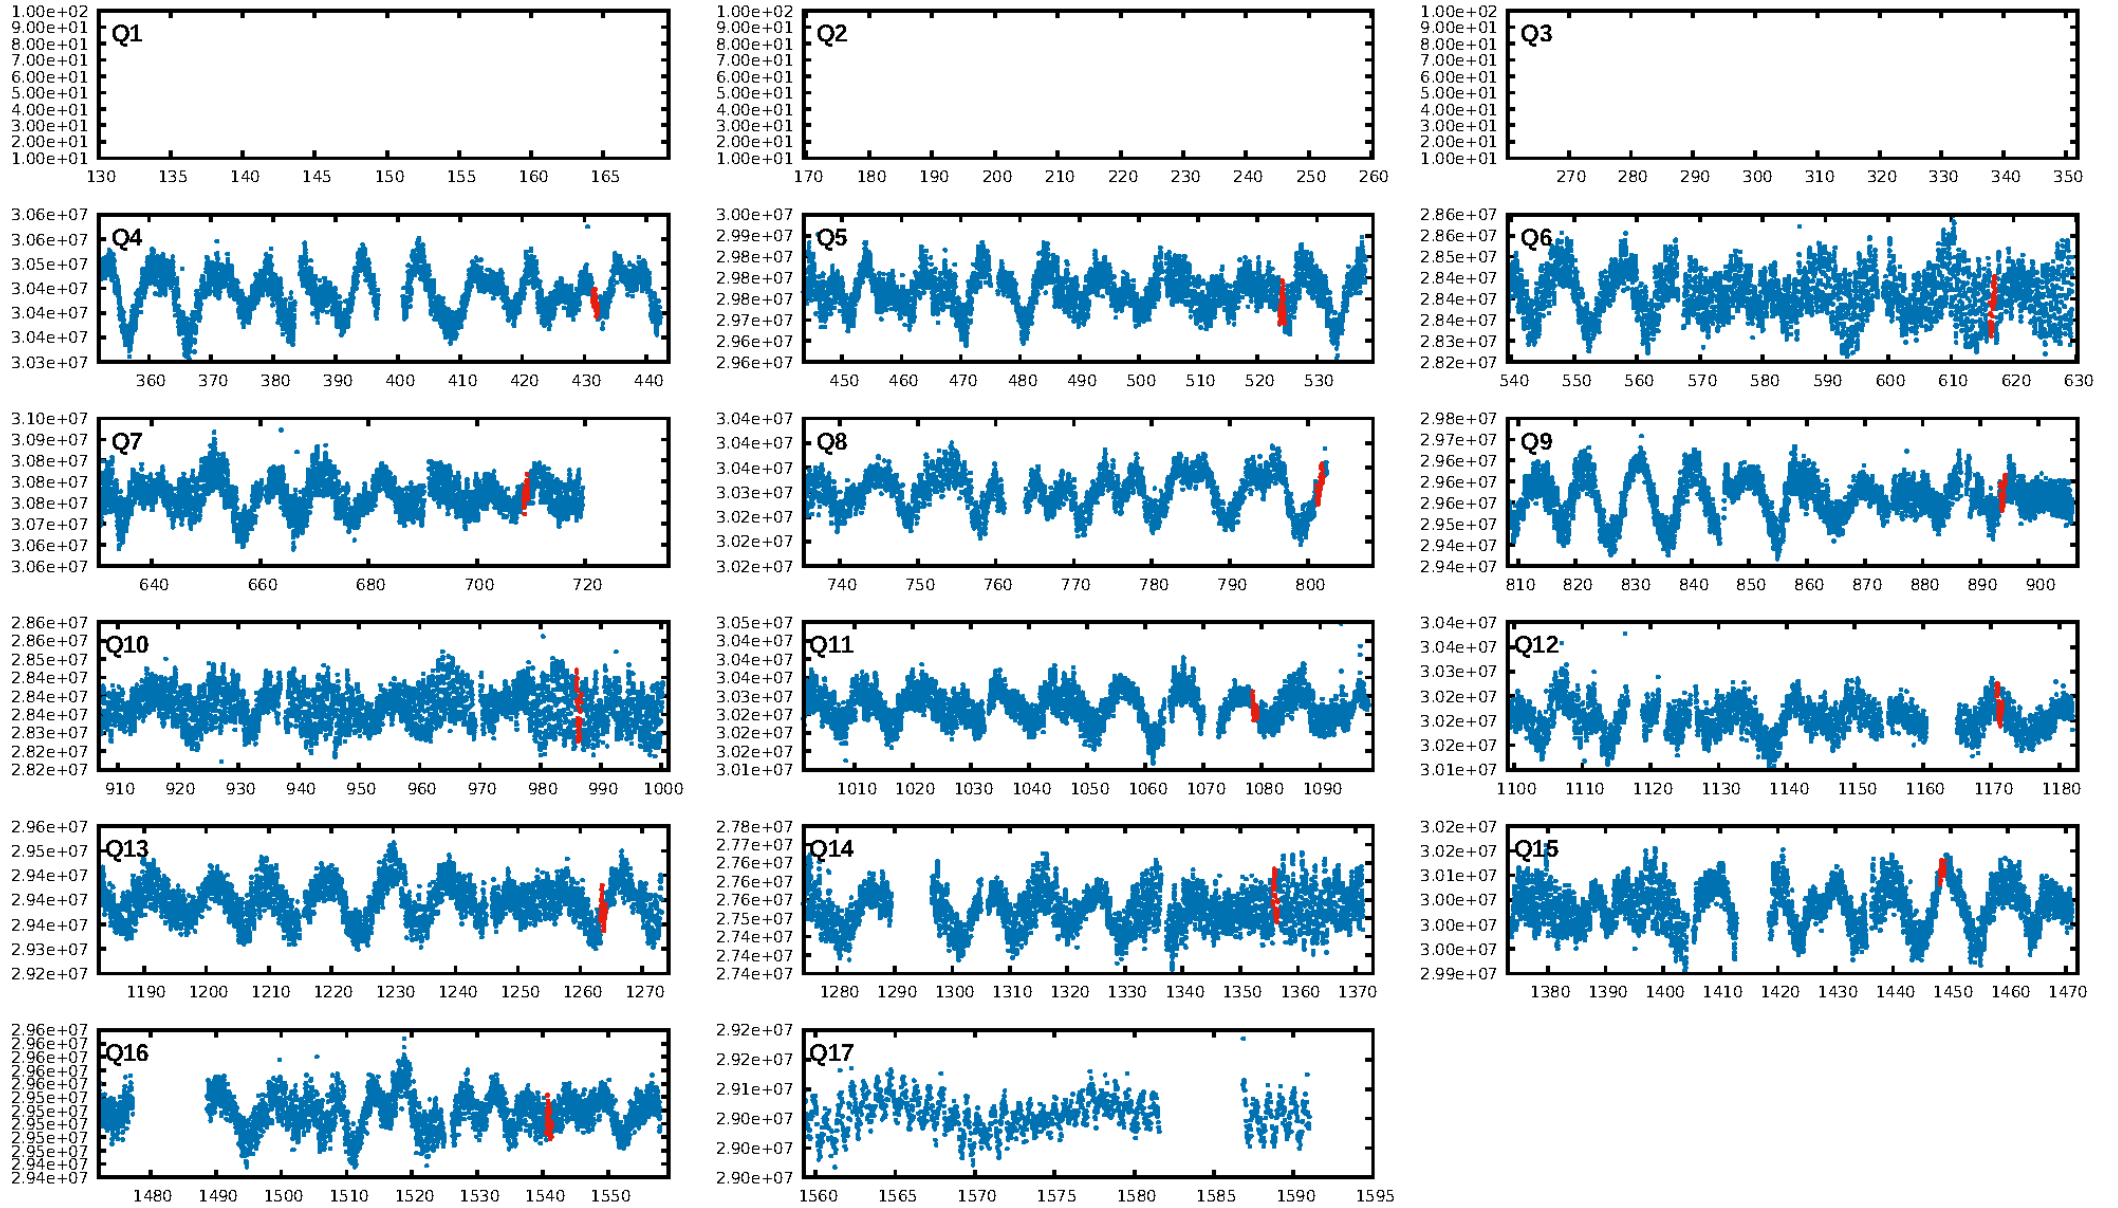 1.00e+02
9.00e+01
8.00e+01
7.00e+01
6.00e+01
5.00e+01
4.00e+01
3.00e+01
2.00e+01
1.00e+01
Q1
130 135 140 145 150 155 160 165
1.00e+02
9.00e+01
8.00e+01
7.00e+01
6.00e+01
5.00e+01
4.00e+01
3.00e+01
2.00e+01
1.00e+01
Q2
170 180 190 200 210 220 230 240 250 260
1.00e+02
9.00e+01
8.00e+01
7.00e+01
6.00e+01
5.00e+01
4.00e+01
3.00e+01
2.00e+01
1.00e+01
Q3
270 280 290 300 310 320 330 340 350
3.06e+07
3.06e+07
3.05e+07
3.04e+07
3.04e+07
3.04e+07
3.03e+07
Q4
360 370 380 390 400 410 420 430 440
3.00e+07
2.99e+07
2.98e+07
2.98e+07
2.98e+07
2.97e+07
2.96e+07
2.96e+07
Q5
450 460 470 480 490 500 510 520 530
2.86e+07
2.86e+07
2.85e+07
2.84e+07
2.84e+07
2.84e+07
2.83e+07
2.82e+07
Q6
540 550 560 570 580 590 600 610 620 630
3.10e+07
3.09e+07
3.08e+07
3.08e+07
3.08e+07
3.07e+07
3.06e+07
3.06e+07
Q7
640 660 680 700 720
3.04e+07
3.04e+07
3.04e+07
3.03e+07
3.02e+07
3.02e+07
3.02e+07
Q8
740 750 760 770 780 790 800
2.98e+07
2.97e+07
2.96e+07
2.96e+07
2.96e+07
2.95e+07
2.94e+07
2.94e+07
Q9
810 820 830 840 850 860 870 880 890 900
2.86e+07
2.86e+07
2.85e+07
2.84e+07
2.84e+07
2.84e+07
2.83e+07
2.82e+07
2.82e+07
Q10
910 920 930 940 950 960 970 980 990 1000
3.05e+07
3.04e+07
3.04e+07
3.04e+07
3.03e+07
3.02e+07
3.02e+07
3.02e+07
3.01e+07
Q11
1010 1020 1030 1040 1050 1060 1070 1080 1090
3.04e+07
3.04e+07
3.03e+07
3.02e+07
3.02e+07
3.02e+07
3.01e+07
Q12
1100 1110 1120 1130 1140 1150 1160 1170 1180
2.96e+07
2.95e+07
2.94e+07
2.94e+07
2.94e+07
2.93e+07
2.92e+07
Q13
1190 1200 1210 1220 1230 1240 1250 1260 1270
2.78e+07
2.77e+07
2.76e+07
2.76e+07
2.76e+07
2.75e+07
2.74e+07
2.74e+07
2.74e+07
Q14
1280 1290 1300 1310 1320 1330 1340 1350 1360 1370
3.02e+07
3.02e+07
3.01e+07
3.00e+07
3.00e+07
3.00e+07
2.99e+07
Q15
1380 1390 1400 1410 1420 1430 1440 1450 1460 1470
2.96e+07
2.96e+07
2.96e+07
2.96e+07
2.96e+07
2.95e+07
2.95e+07
2.95e+07
2.95e+07
2.95e+07
2.94e+07
2.94e+07
Q16
1480 1490 1500 1510 1520 1530 1540 1550
2.92e+07
2.92e+07
2.91e+07
2.90e+07
2.90e+07
2.90e+07
Q17
1560 1565 1570 1575 1580 1585 1590 1595